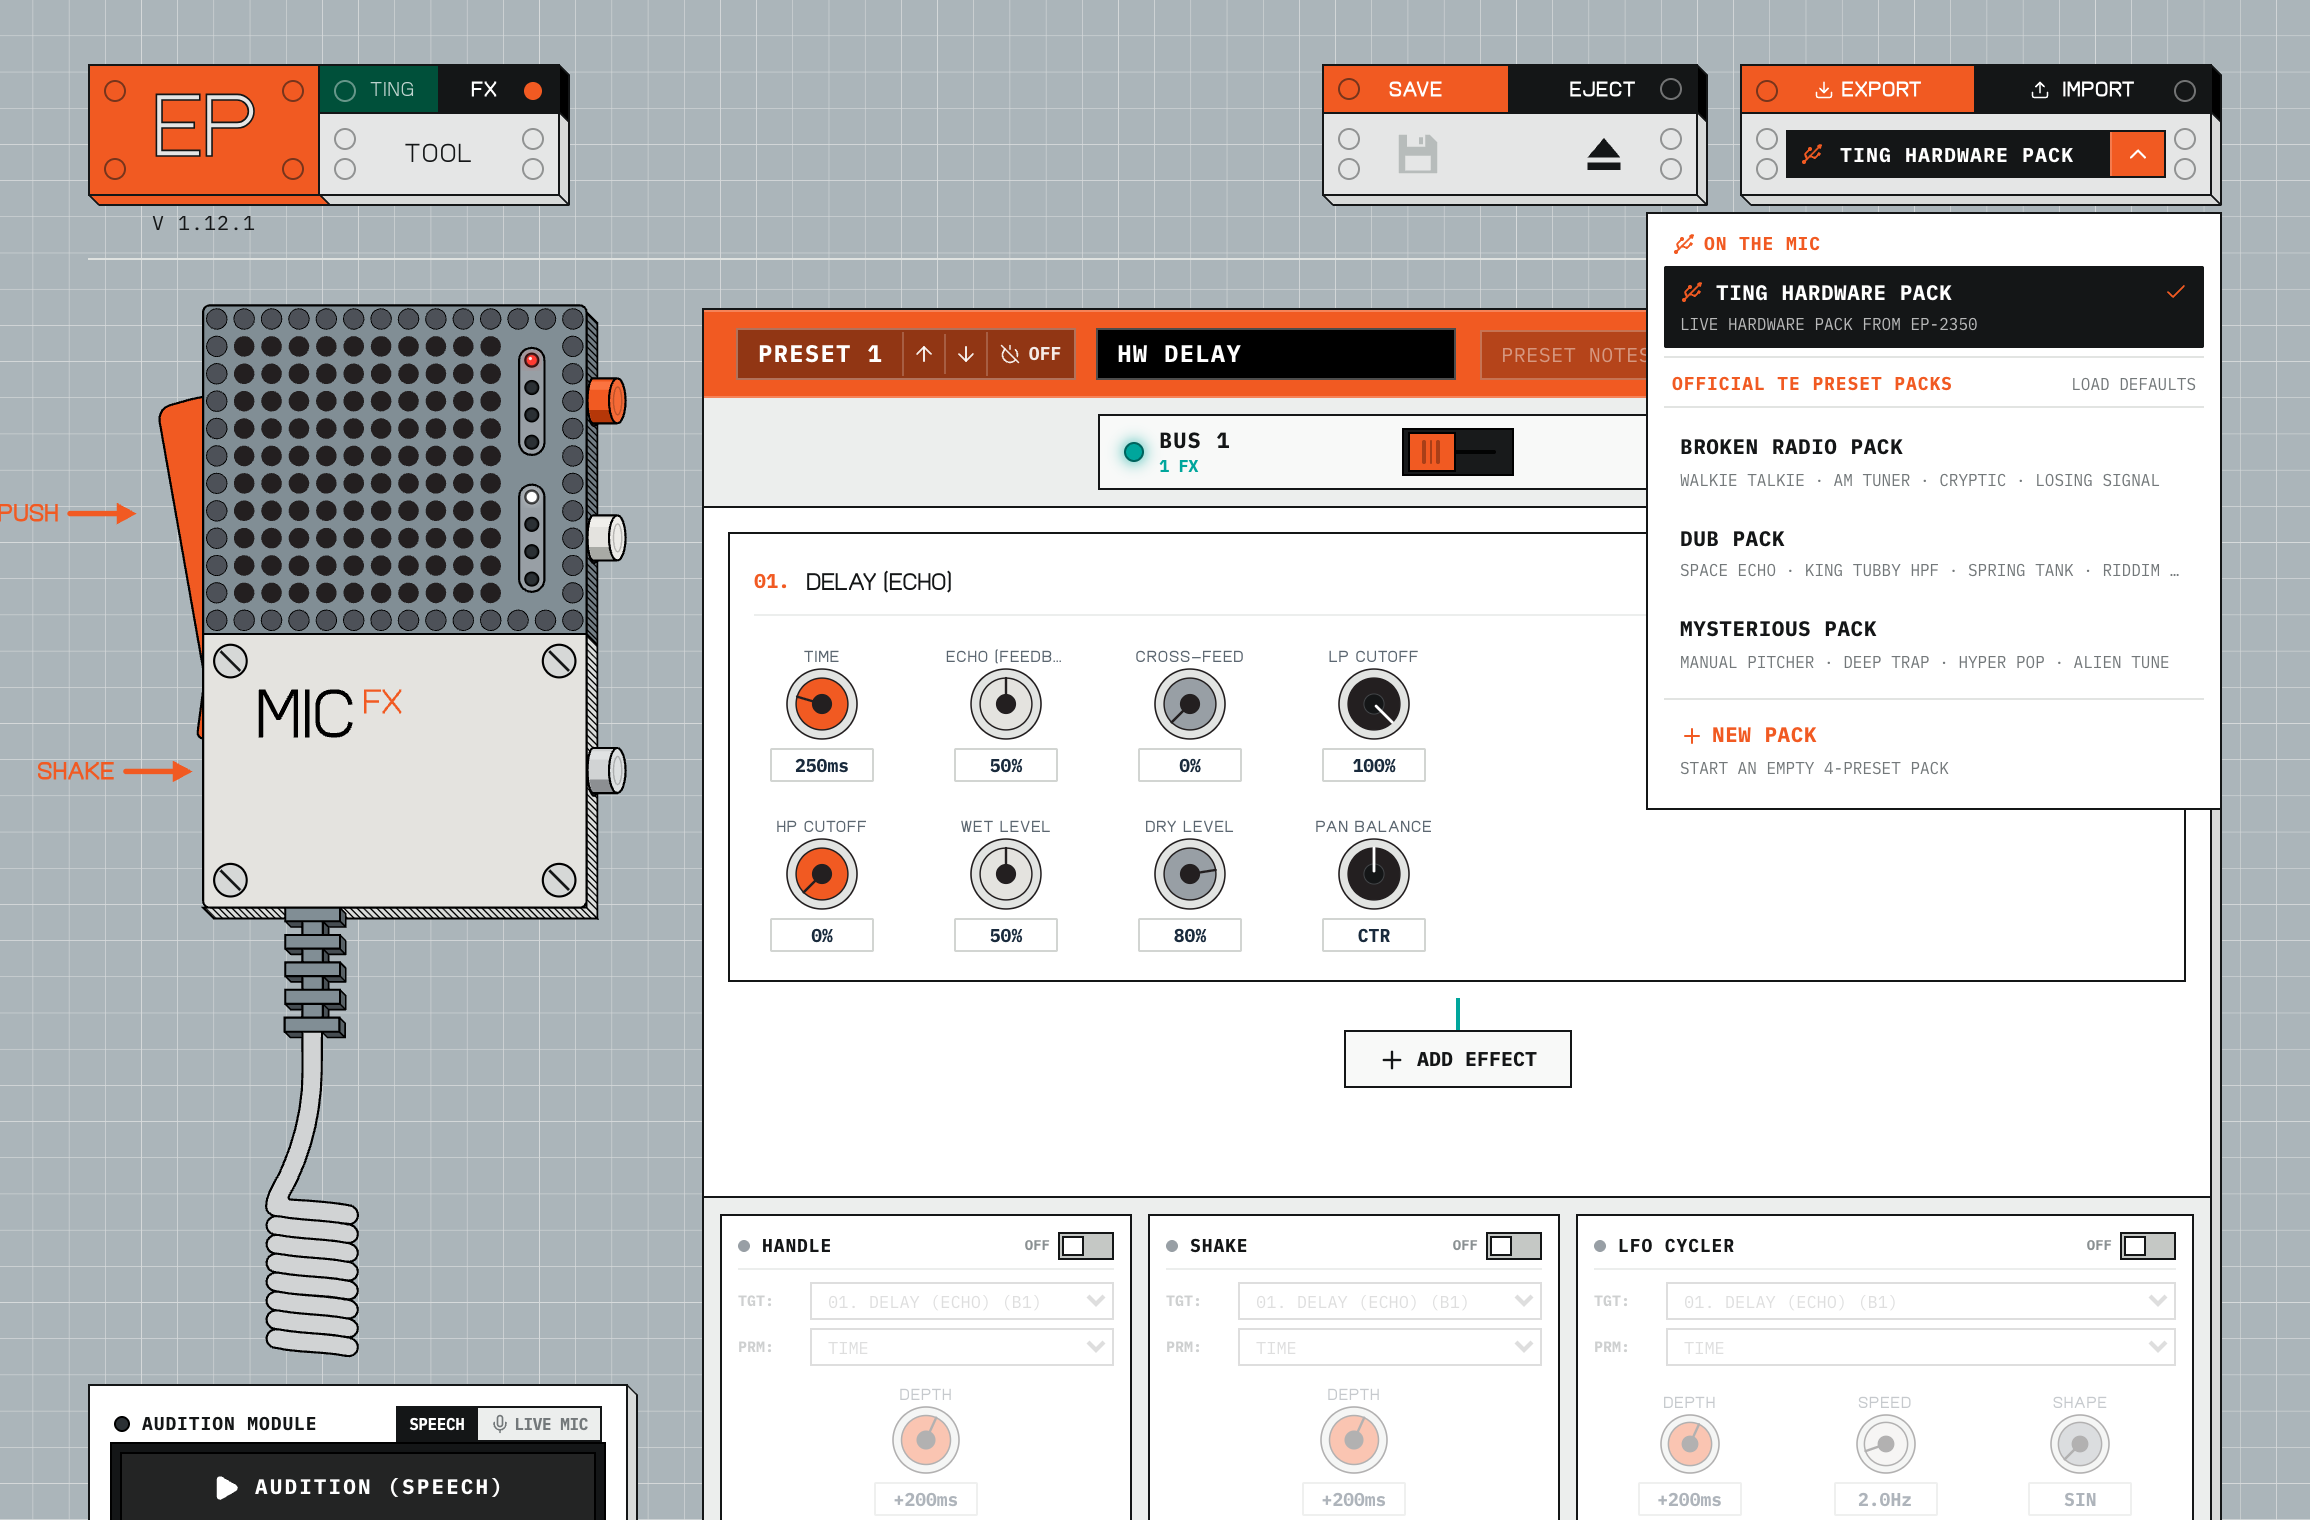 EP
TING
FX
TOOL
V 1.12.1
SAVE
EJECT
EXPORT
IMPORT
TING HARDWARE PACK
ON THE MIC
TING HARDWARE PACK
LIVE HARDWARE PACK FROM EP-2350
OFFICIAL TE PRESET PACKS
LOAD DEFAULTS
BROKEN RADIO PACK
WALKIE TALKIE · AM TUNER · CRYPTIC · LOSING SIGNAL
DUB PACK
SPACE ECHO · KING TUBBY HPF · SPRING TANK · RIDDIM …
MYSTERIOUS PACK
MANUAL PITCHER · DEEP TRAP · HYPER POP · ALIEN TUNE
+ NEW PACK
START AN EMPTY 4-PRESET PACK
PUSH
SHAKE
MIC FX
PRESET 1
OFF
HW DELAY
PRESET NOTES
BUS 1
1 FX
01. DELAY (ECHO)
TIME
ECHO (FEEDB…
CROSS-FEED
LP CUTOFF
250ms
50%
0%
100%
HP CUTOFF
WET LEVEL
DRY LEVEL
PAN BALANCE
0%
50%
80%
CTR
+ ADD EFFECT
HANDLE
OFF
TGT:
01. DELAY (ECHO) (B1)
PRM:
TIME
DEPTH
+200ms
SHAKE
OFF
TGT:
01. DELAY (ECHO) (B1)
PRM:
TIME
DEPTH
+200ms
LFO CYCLER
OFF
TGT:
01. DELAY (ECHO) (B1)
PRM:
TIME
DEPTH
SPEED
SHAPE
+200ms
2.0Hz
SIN
AUDITION MODULE
SPEECH
LIVE MIC
AUDITION (SPEECH)